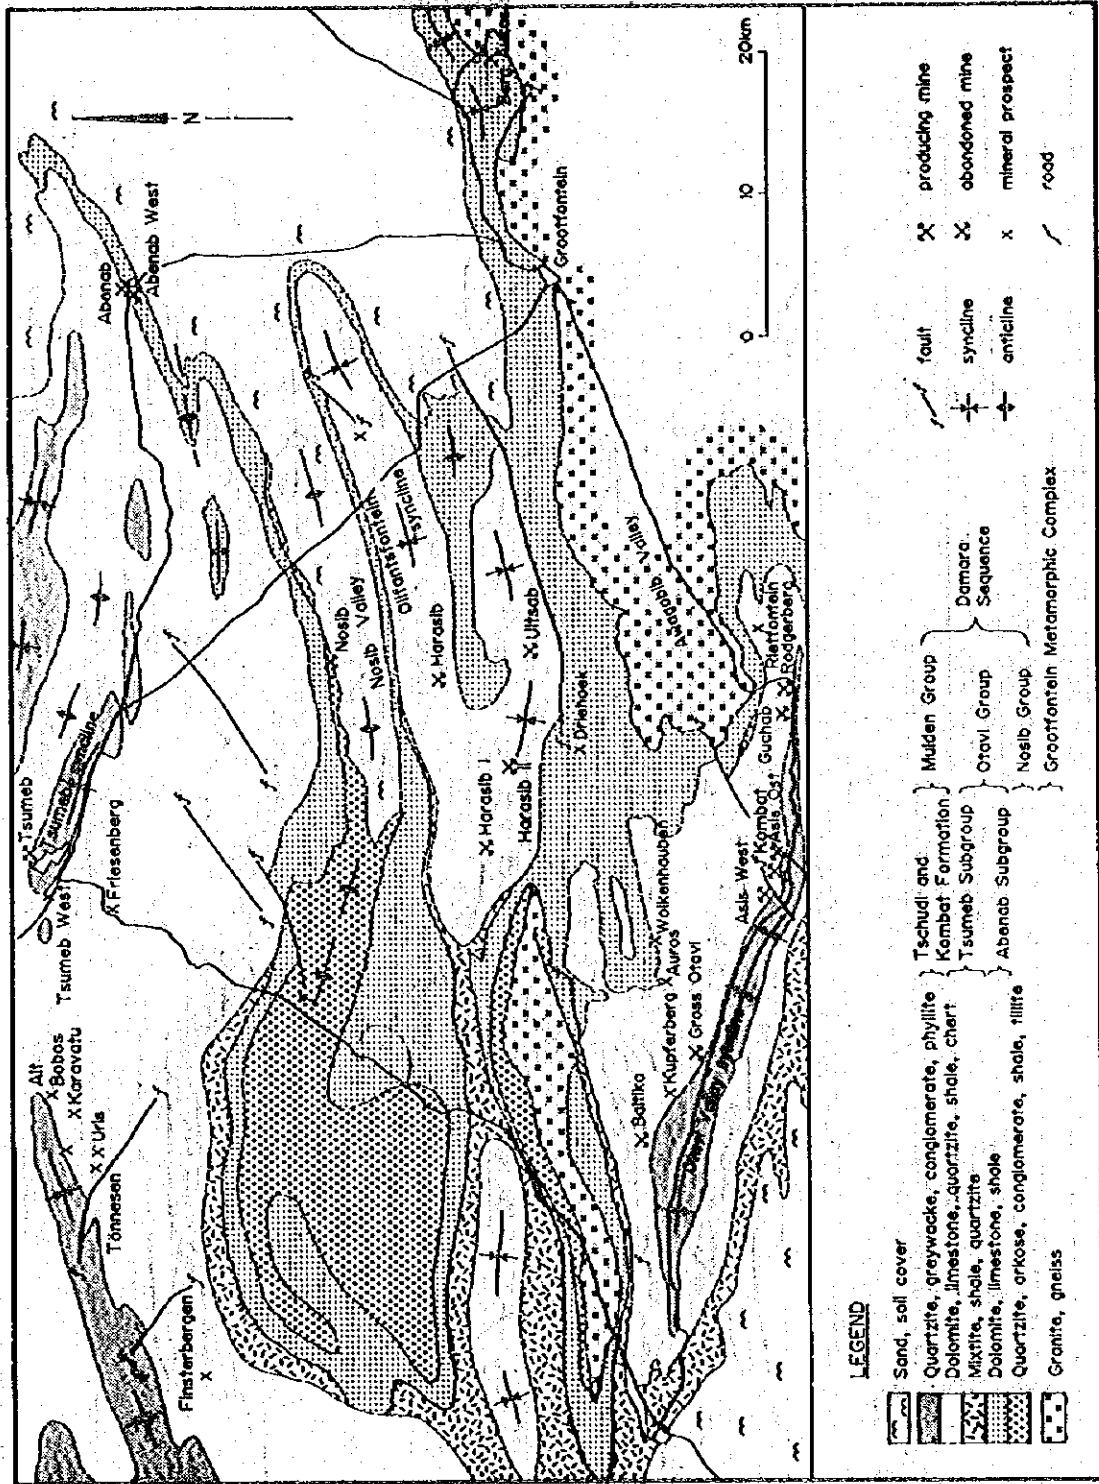 Tsumeb
Tsumeb syncline
Tsumeb West
Friesenberg
Alt
Bobos
Karavatu
Uris
Tönnesen
Finsterbergen
Abenab
Abenab West
N
Nosib
Nosib Valley
Olifantsfontein syncline
Harasib
Uitsab
Harasib I
Harasib II
Driehoek
Wolkenhauben
Auros
Kupferberg
Gross Otavi
Baltika
Otavi Valley syncline
Asis West
Kombat
Asis Ost
Guchab
Rietfontein
Rodgerberg
Awagabib Valley
Grootfontein
Berg Aukas
0 10 20km
LEGEND
Sand, soil cover
Quartzite, greywacke, conglomerate, phyllite
Dolomite, limestone, quartzite, shale, chert
Mixtite, shale, quartzite
Dolomite, limestone, shale
Quartzite, arkose, conglomerate, shale, tillite
Granite, gneiss
Tschudi and
Kombat Formation
Tsumeb Subgroup
Abenab Subgroup
Mulden Group
Otavi Group
Nosib Group
Grootfontein Metamorphic Complex
Damara
Sequence
fault
syncline
anticline
producing mine
abandoned mine
x mineral prospect
road